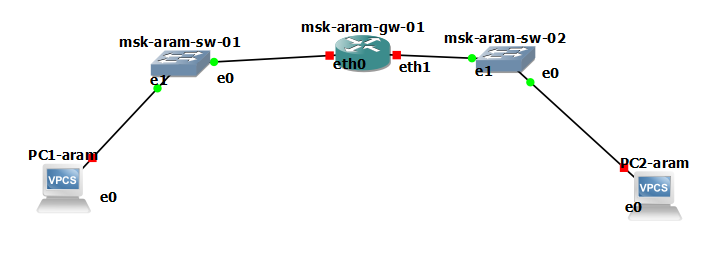 msk-aram-gw-01
msk-aram-sw-01
msk-aram-sw-02
eth0
eth1
e1
e0
e1
e0
PC1-aram
VPCS
e0
PC2-aram
VPCS
e0